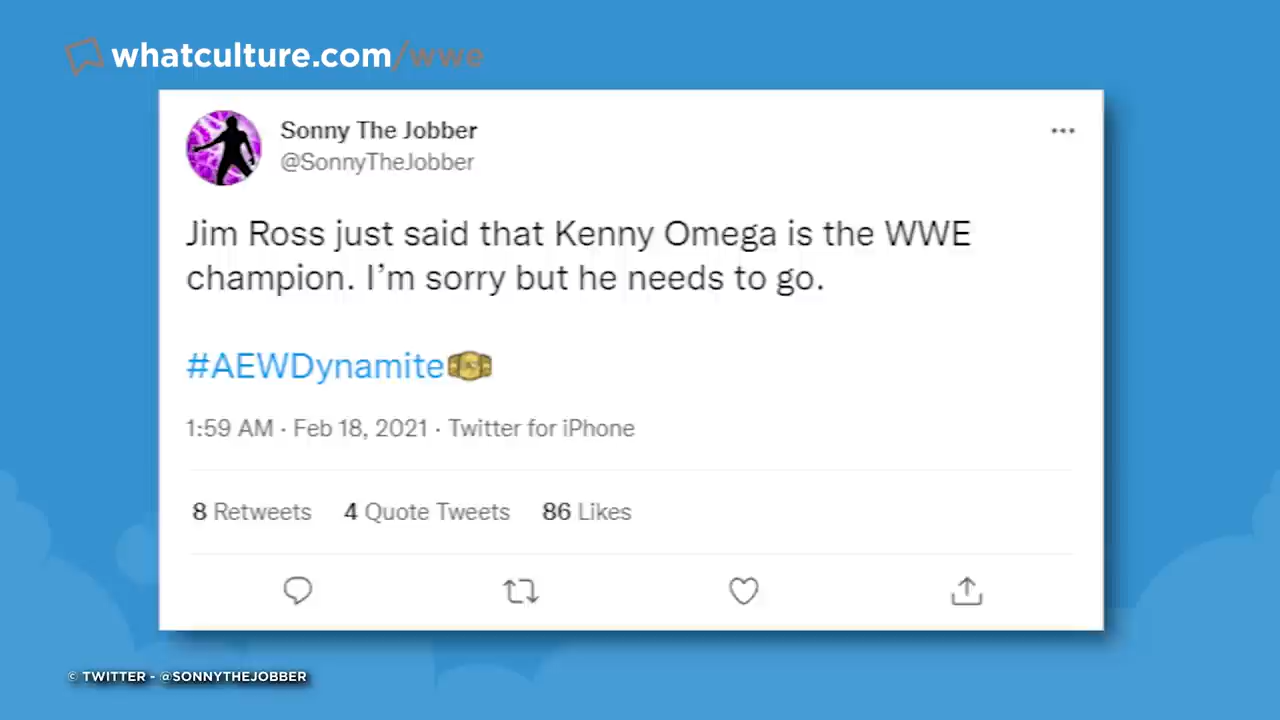 whatculture.com/wwe
Sonny The Jobber
@SonnyTheJobber
Jim Ross just said that Kenny Omega is the WWE
champion. I’m sorry but he needs to go.
#AEWDynamite
1:59 AM · Feb 18, 2021 · Twitter for iPhone
8 Retweets 4 Quote Tweets 86 Likes
© TWITTER - @SONNYTHEJOBBER